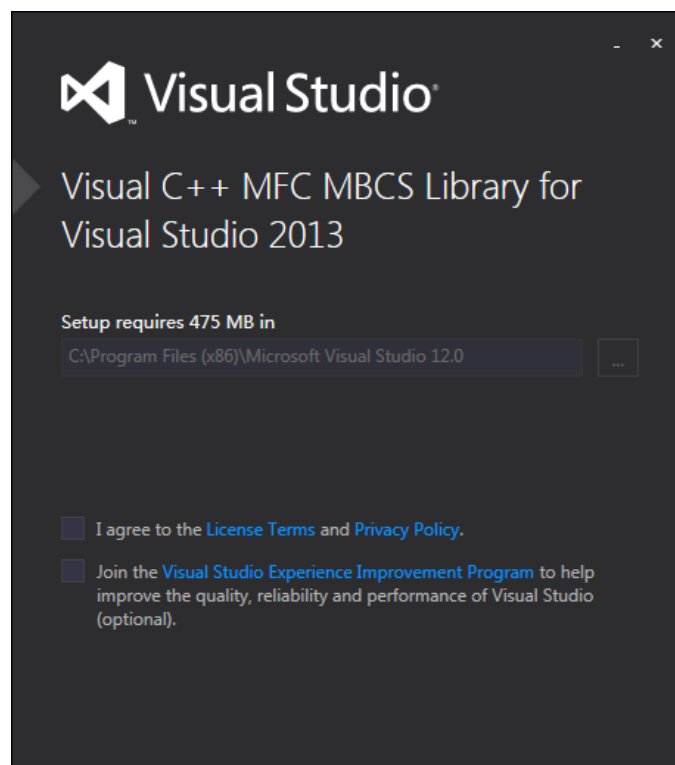 Visual Studio®
™
Visual C++ MFC MBCS Library for
Visual Studio 2013
Setup requires 475 MB in
C:\Program Files (x86)\Microsoft Visual Studio 12.0
...
I agree to the License Terms and Privacy Policy.
Join the Visual Studio Experience Improvement Program to help
improve the quality, reliability and performance of Visual Studio
(optional).